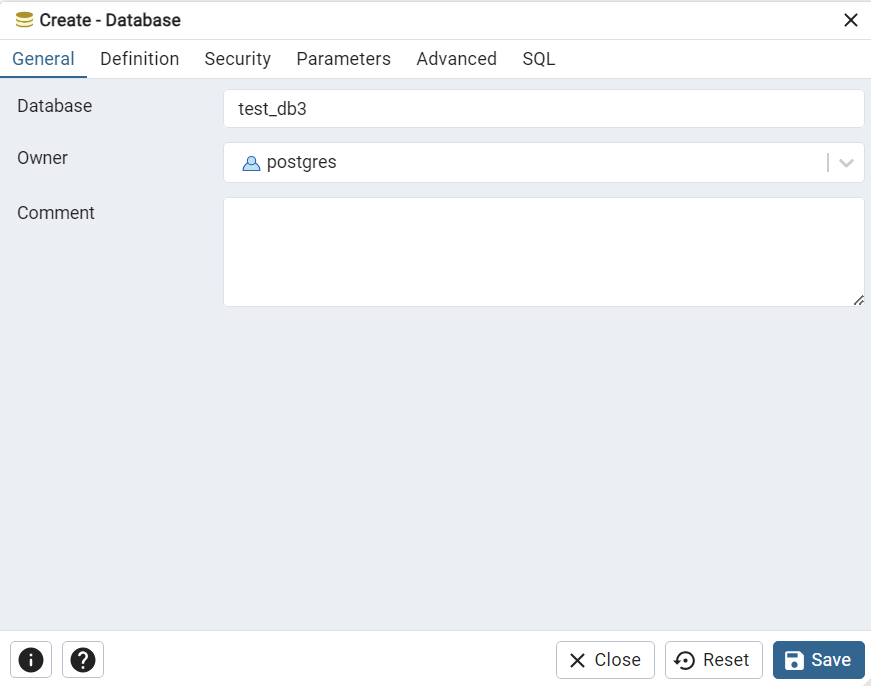 Create - Database
General Definition Security Parameters Advanced SQL
Database test_db3
Owner postgres
Comment
Close Reset Save